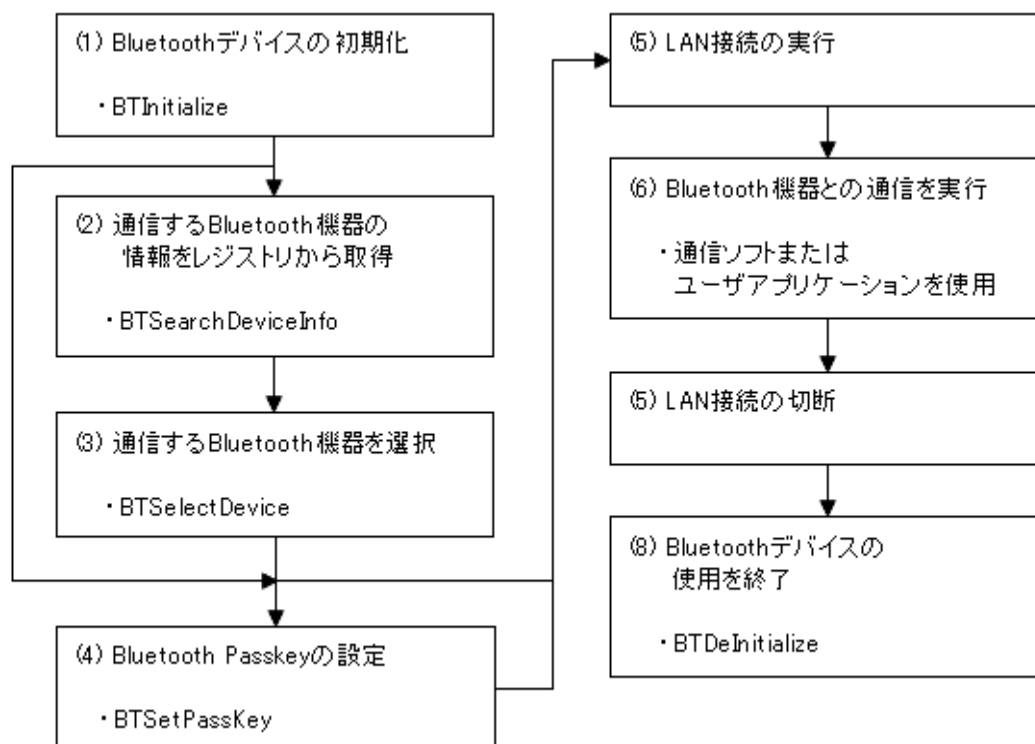 (1) Bluetoothデバイスの初期化
・BTInitialize
(2) 通信するBluetooth機器の
情報をレジストリから取得
・BTSearchDeviceInfo
(3) 通信するBluetooth機器を選択
・BTSelectDevice
(4) Bluetooth Passkeyの設定
・BTSetPassKey
(5) LAN接続の実行
(6) Bluetooth機器との通信を実行
・通信ソフトまたは
ユーザアプリケーションを使用
(5) LAN接続の切断
(8) Bluetoothデバイスの
使用を終了
・BTDeInitialize